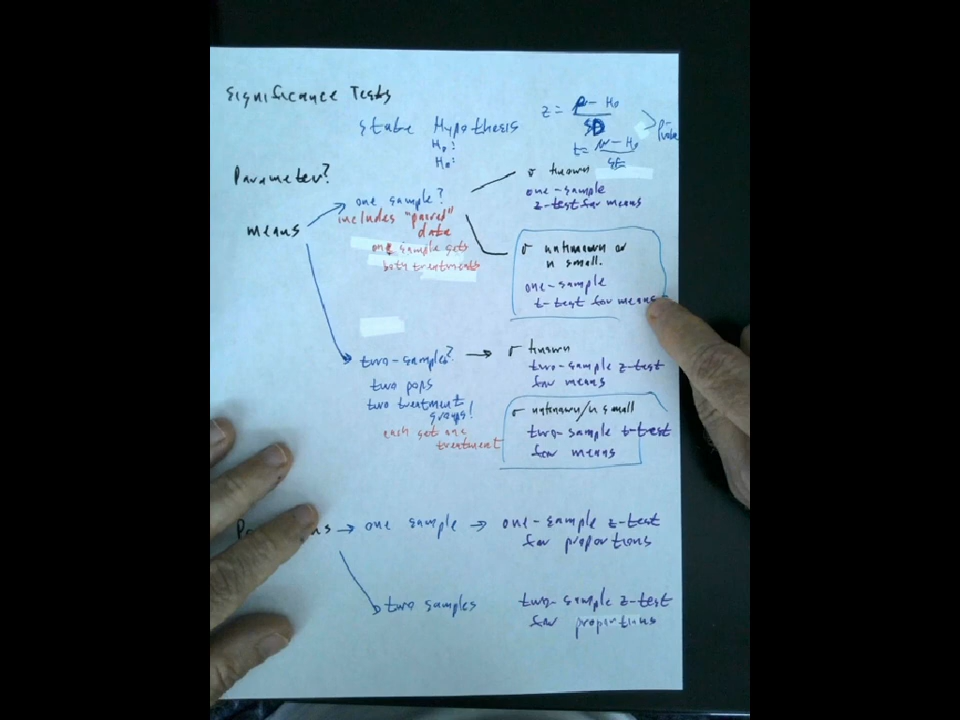 Significance Tests
State Hypothesis
H₀:
Ha:
z = μ - H₀
SD
t = μ - H₀
SE
Parameter?
means
one sample?
includes "paired"
data
one sample gets
both treatments
σ known
one-sample
z-test for means
σ unknown or
n small.
one-sample
t-test for means
two-samples?
two pops
two treatment
groups!
each gets one
treatment
σ known
two-sample z-test
for means
σ unknown/n small
two-sample t-test
for means
one sample
one-sample z-test
for proportions
two samples
two-sample z-test
for proportions